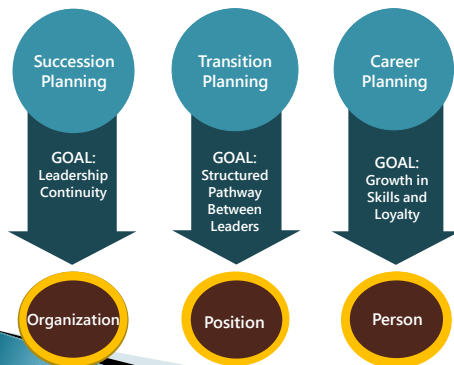 Succession
Planning
GOAL:
Leadership
Continuity
Organization
Transition
Planning
GOAL:
Structured
Pathway
Between
Leaders
Position
Career
Planning
GOAL:
Growth in
Skills and
Loyalty
Person